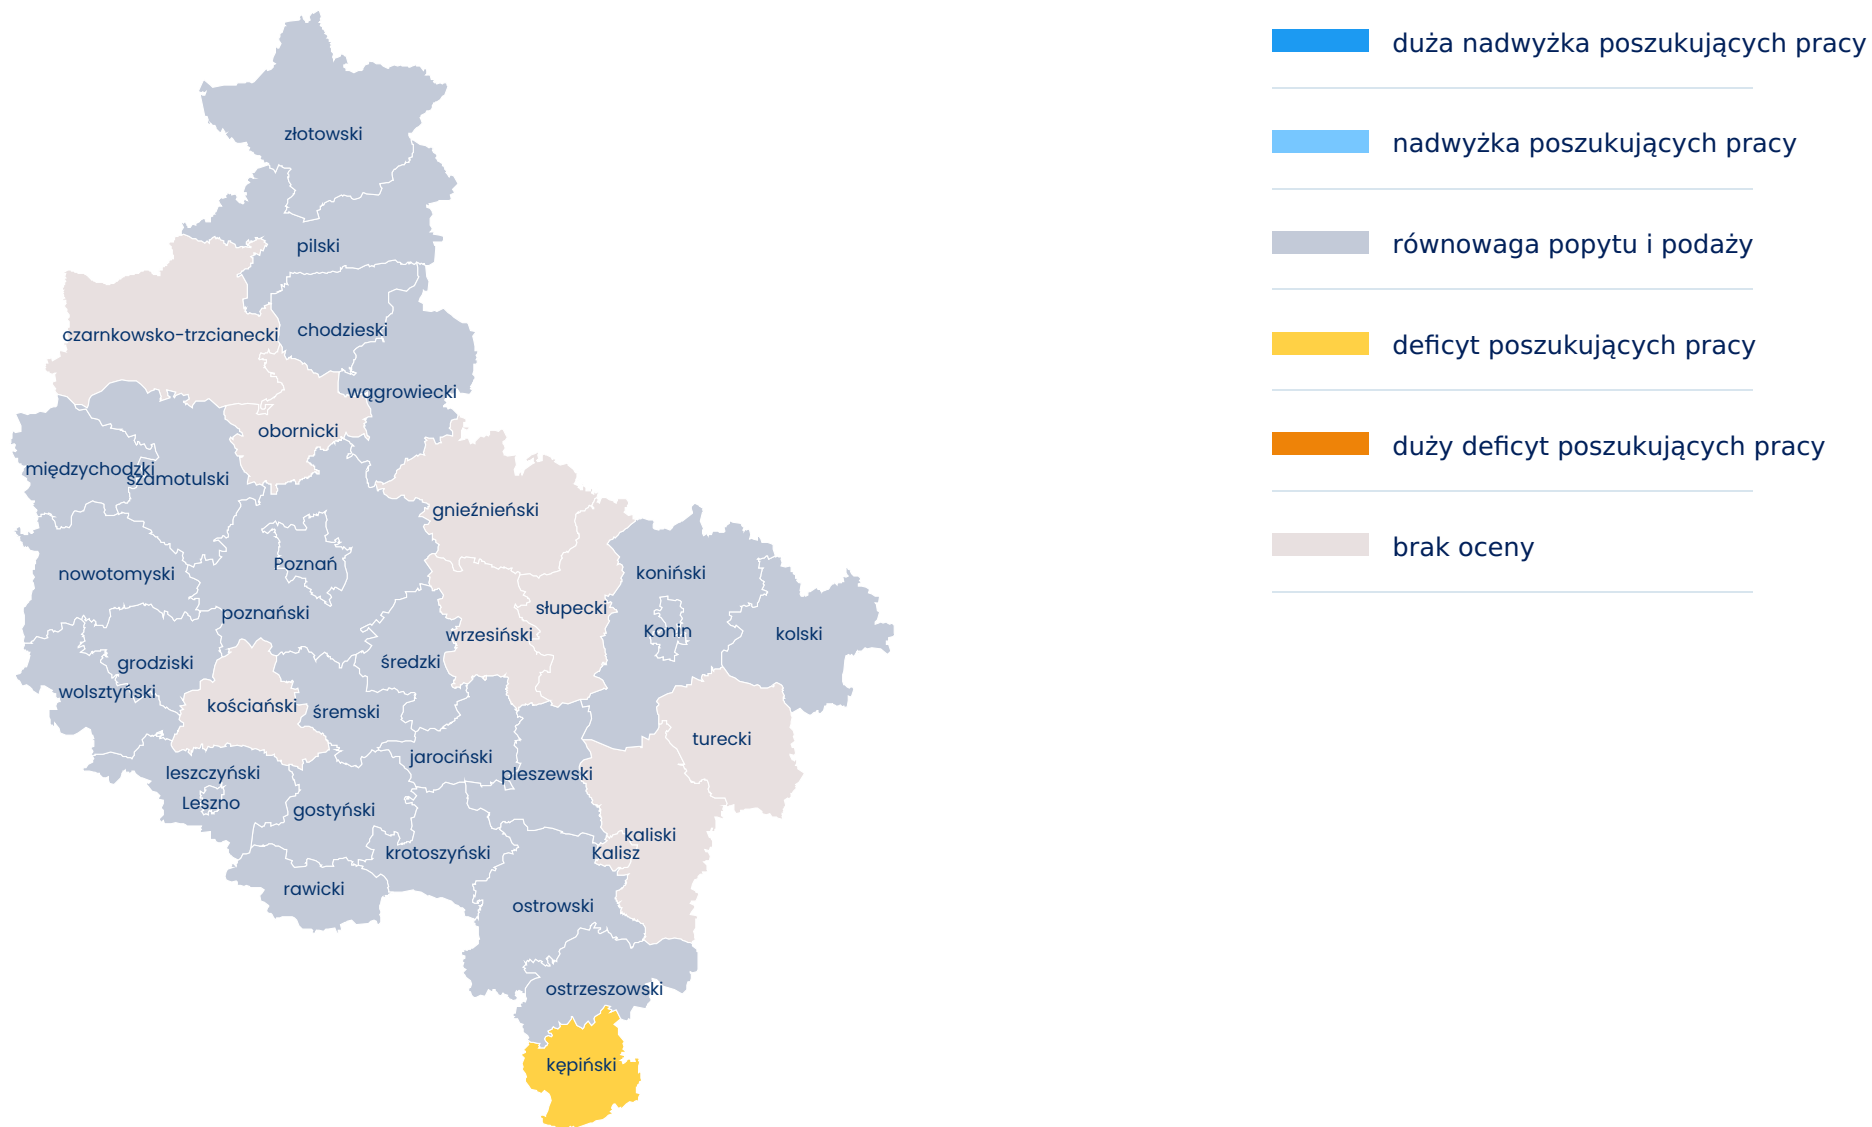 duża nadwyżka poszukujących pracy
nadwyżka poszukujących pracy
równowaga popytu i podaży
deficyt poszukujących pracy
duży deficyt poszukujących pracy
brak oceny
złotowski
pilski
czarnkowsko-trzcianecki
chodzieski
wągrowiecki
obornicki
międzychodzki
szamotulski
gnieźnieński
Poznań
nowotomyski
koniński
słupecki
poznański
Konin
wrzesiński
kolski
grodziski
średzki
wolsztyński
kościański
śremski
turecki
jarociński
leszczyński
pleszewski
Leszno
gostyński
kaliski
krotoszyński
Kalisz
rawicki
ostrowski
ostrzeszowski
kępiński